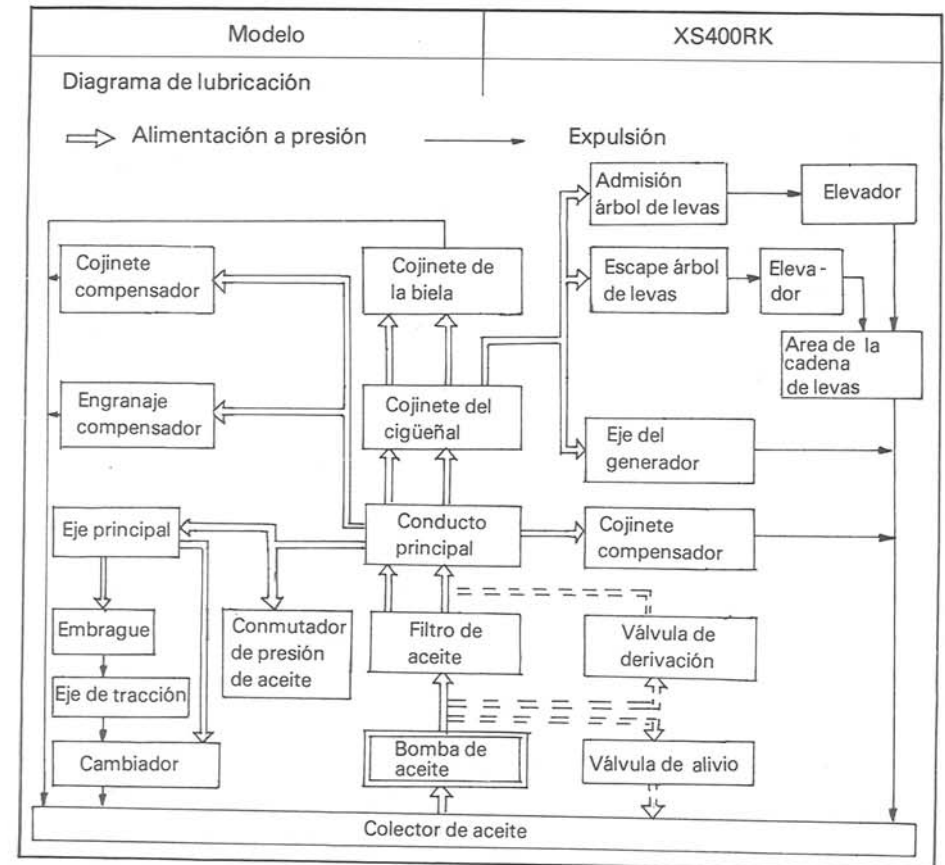 Modelo
XS400RK
Diagrama de lubricación
Alimentación a presión
Expulsión
Admisión
árbol de levas
Elevador
Cojinete
compensador
Cojinete de
la biela
Escape árbol
de levas
Eleva-
dor
Area de la
cadena
de levas
Engranaje
compensador
Cojinete del
cigüeñal
Eje del
generador
Eje principal
Conducto
principal
Cojinete
compensador
Embrague
Conmutador
de presión
de aceite
Filtro de
aceite
Válvula de
derivación
Eje de tracción
Cambiador
Bomba de
aceite
Válvula de alivio
Colector de aceite